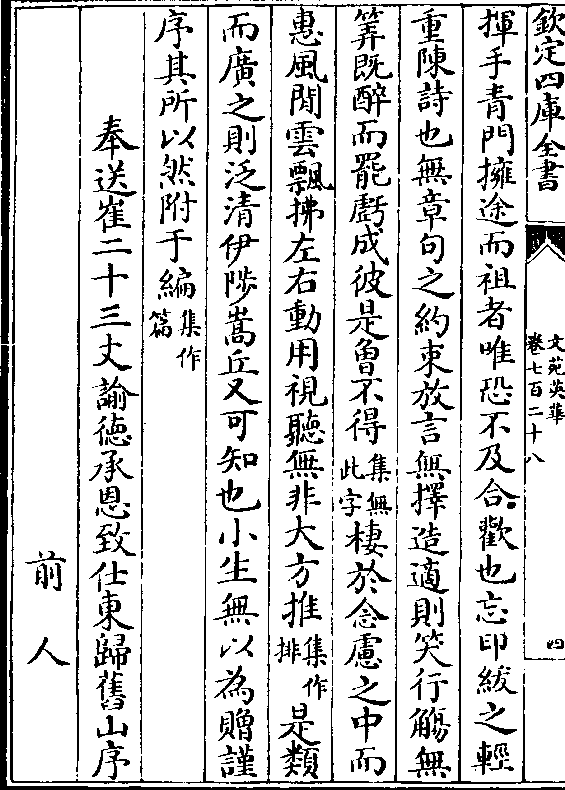 欽定四庫全書
文苑英華
卷七百二十八
四
揮手青門擁途而祖者唯恐不及合歡也忘印紱之輕
重陳詩也無章句之約束放言無擇造適則笑行觴無
筭既醉而罷虧成彼是曾不得集無此字棲於念慮之中而
惠風閒雲飄拂左右動用視聽無非大方推集作排是類
而廣之則泛清伊陟嵩丘又可知也小生無以為贈謹
序其所以然附于編集作篇
奉送崔二十三丈諭德承恩致仕東歸舊山序
前人